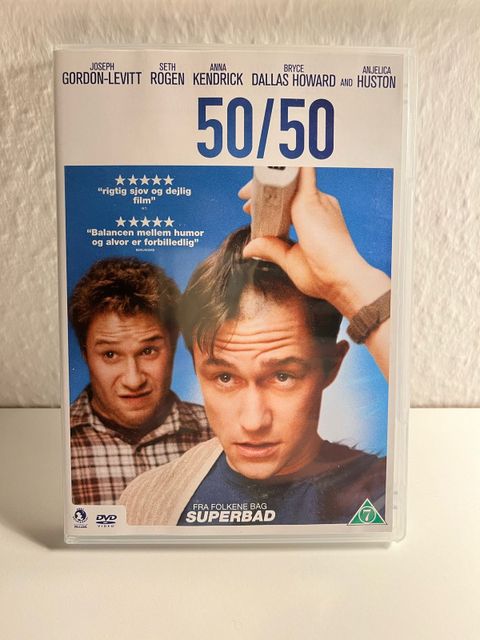 JOSEPH GORDON-LEVITT SETH ROGEN ANNA KENDRICK BRYCE DALLAS HOWARD AND ANJELICA HUSTON
50/50
"rigtig sjov og dejlig
film"
"Balancen mellem humor
og alvor er forbilledlig"
FRA FOLKENE BAG
SUPERBAD
DVD
VIDEO
7